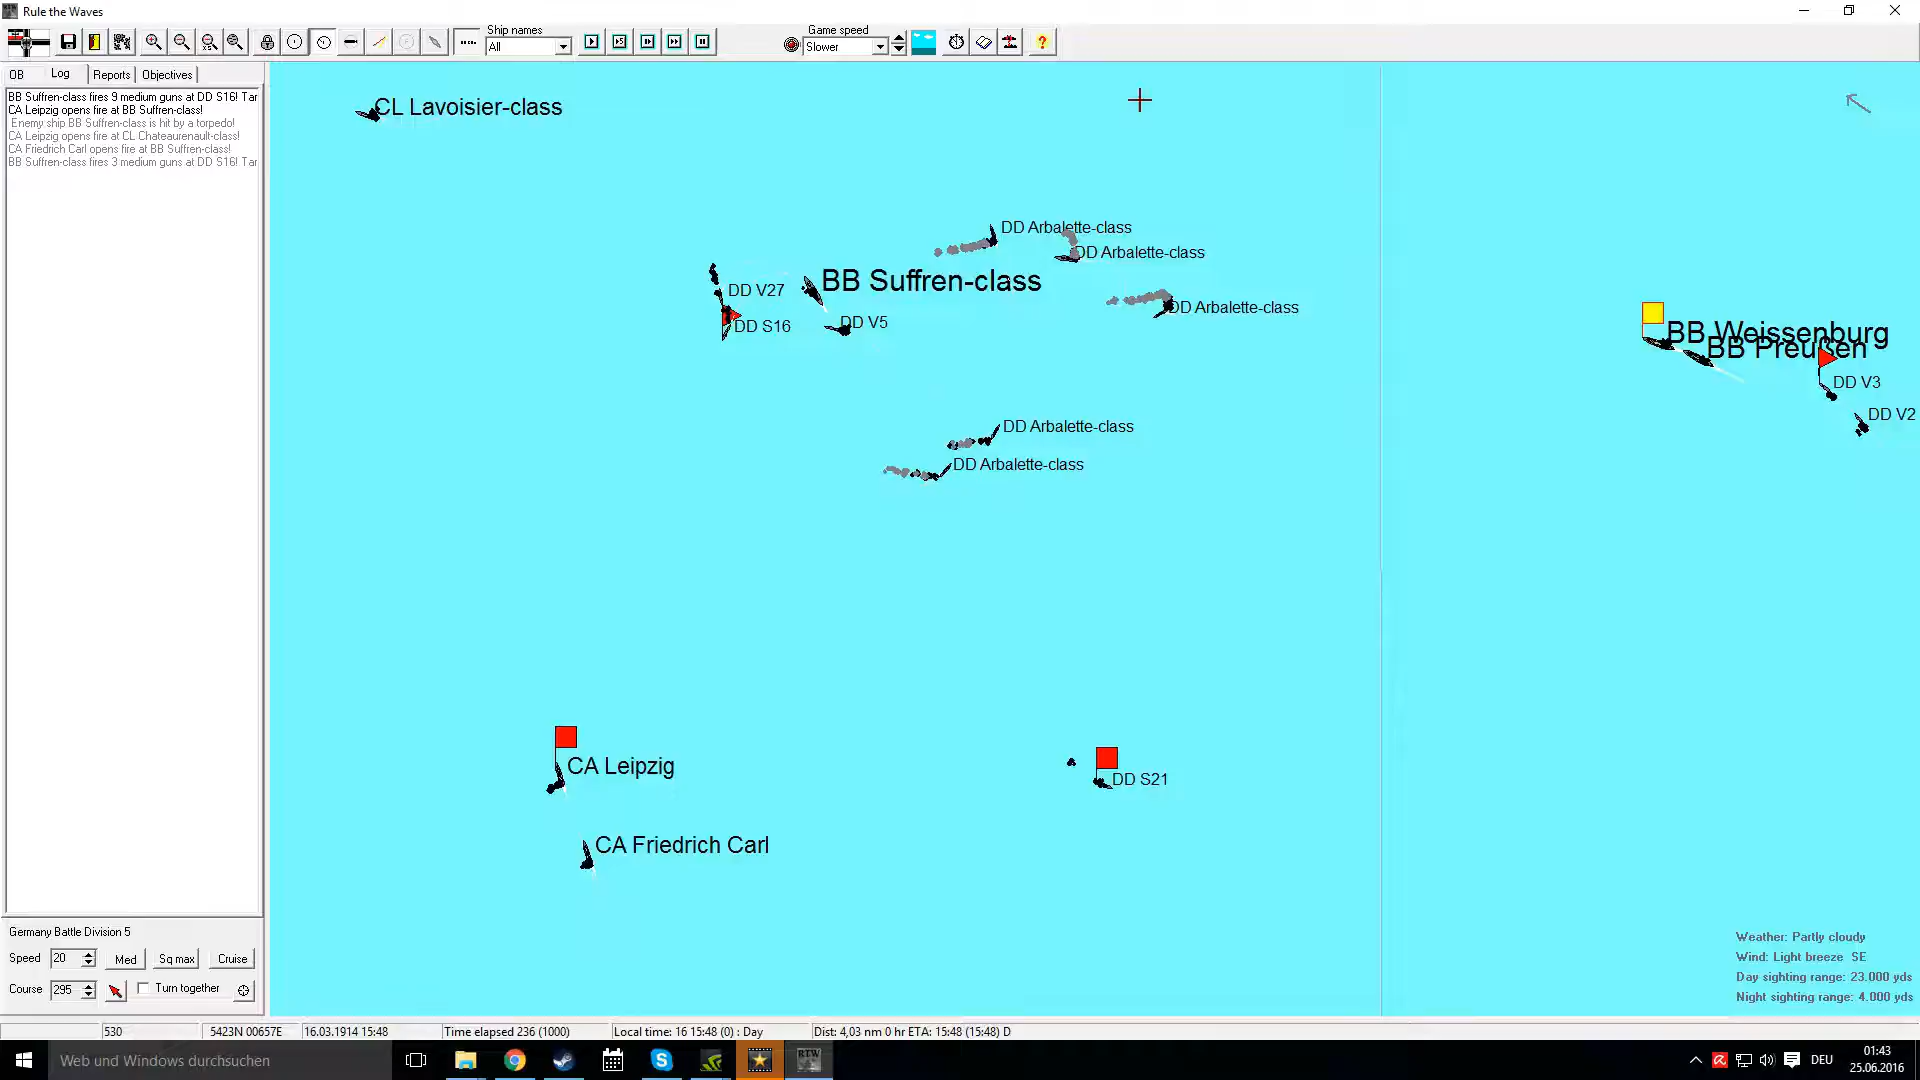 Rule the Waves
Ship names
All
Game speed
Slower
OB
Log
Reports
Objectives
BB Suffren-class fires 9 medium guns at DD S16! Tar
CA Leipzig opens fire at BB Suffren-class!
Enemy ship BB Suffren-class is hit by a torpedo!
CA Leipzig opens fire at CL Chateaurenault-class!
CA Friedrich Carl opens fire at BB Suffren-class!
BB Suffren-class fires 3 medium guns at DD S16! Tar
CL Lavoisier-class
DD Arbalette-class
DD Arbalette-class
BB Suffren-class
DD V27
DD Arbalette-class
DD V5
DD S16
BB Weissenburg
BB Preußen
DD V3
DD V2
DD Arbalette-class
DD Arbalette-class
CA Leipzig
DD S21
CA Friedrich Carl
Germany Battle Division 5
Speed
20
Med
Sq max
Cruise
Course
295
Turn together
Weather: Partly cloudy
Wind: Light breeze SE
Day sighting range: 23.000 yds
Night sighting range: 4.000 yds
530
5423N 00657E
16.03.1914 15:48
Time elapsed 236 (1000)
Local time: 16 15:48 (0) : Day
Dist: 4,03 nm 0 hr ETA: 15:48 (15:48) D
Web und Windows durchsuchen
RTW
DEU
01:43
25.06.2016